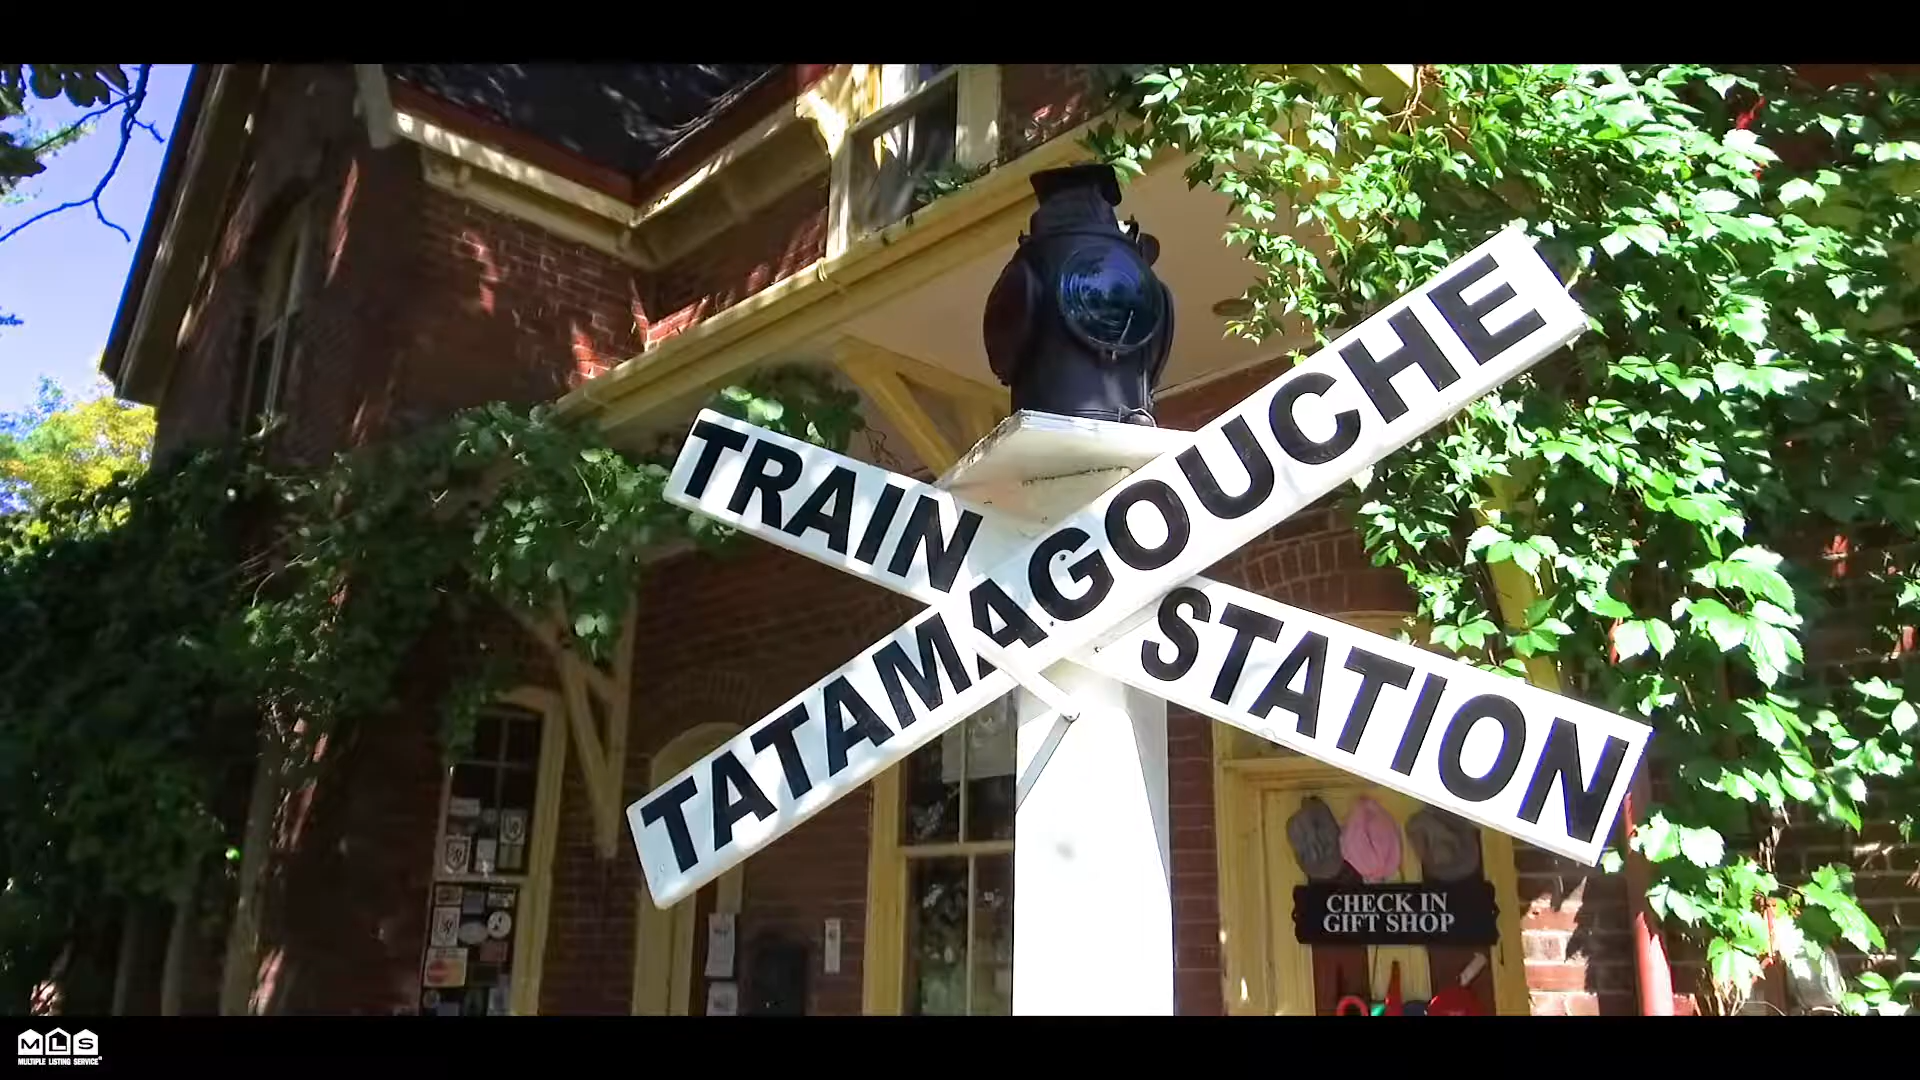 TRAIN STATION
TATAMAGOUCHE
CHECK IN
GIFT SHOP
MLS
MULTIPLE LISTING SERVICE